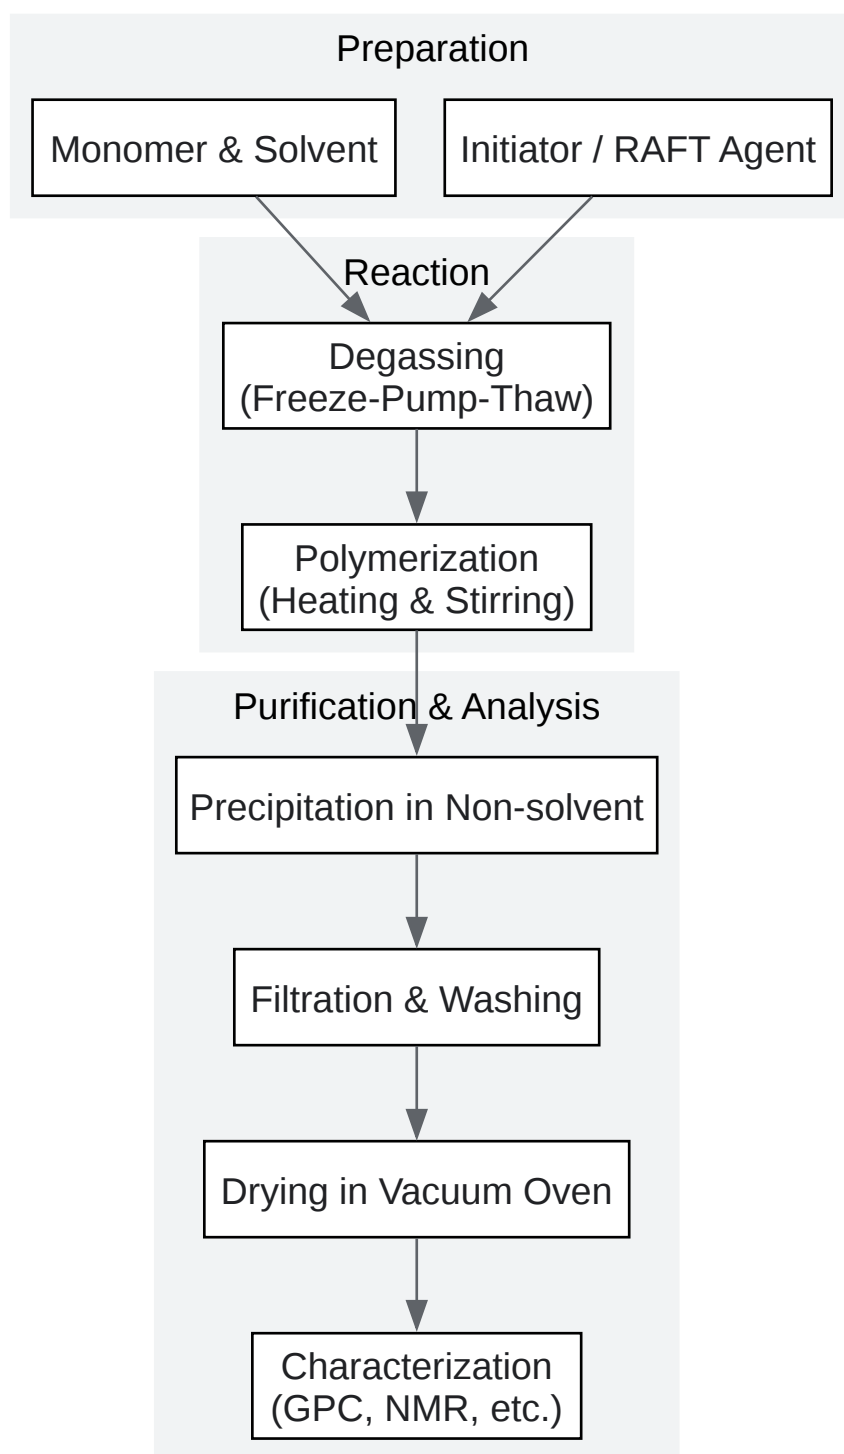 Preparation
Monomer & Solvent
Initiator / RAFT Agent
Reaction
Degassing
(Freeze-Pump-Thaw)
Polymerization
(Heating & Stirring)
Purification & Analysis
Precipitation in Non-solvent
Filtration & Washing
Drying in Vacuum Oven
Characterization
(GPC, NMR, etc.)